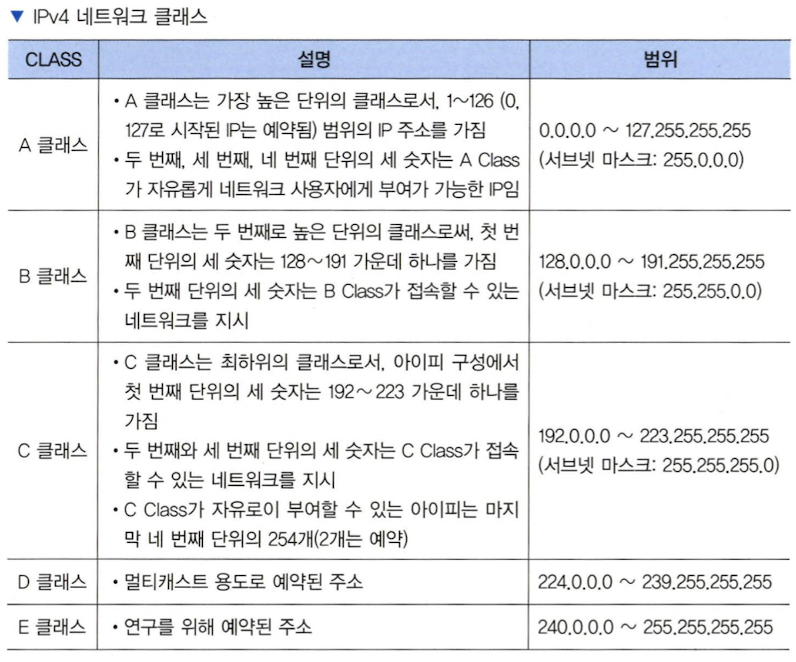 ▼ IPv4 네트워크 클래스
CLASS
설명
범위
A 클래스
• A 클래스는 가장 높은 단위의 클래스로서, 1~126 (0,
127로 시작된 IP는 예약됨) 범위의 IP 주소를 가짐
• 두 번째, 세 번째, 네 번째 단위의 세 숫자는 A Class
가 자유롭게 네트워크 사용자에게 부여가 가능한 IP임
0.0.0.0 ~ 127.255.255.255
(서브넷 마스크: 255.0.0.0)
B 클래스
• B 클래스는 두 번째로 높은 단위의 클래스로써, 첫 번
째 단위의 세 숫자는 128~191 가운데 하나를 가짐
• 두 번째 단위의 세 숫자는 B Class가 접속할 수 있는
네트워크를 지시
128.0.0.0 ~ 191.255.255.255
(서브넷 마스크: 255.255.0.0)
C 클래스
• C 클래스는 최하위의 클래스로서, 아이피 구성에서
첫 번째 단위의 세 숫자는 192~223 가운데 하나를
가짐
• 두 번째와 세 번째 단위의 세 숫자는 C Class가 접속
할 수 있는 네트워크를 지시
• C Class가 자유로이 부여할 수 있는 아이피는 마지
막 네 번째 단위의 254개(2개는 예약)
192.0.0.0 ~ 223.255.255.255
(서브넷 마스크: 255.255.255.0)
D 클래스
• 멀티캐스트 용도로 예약된 주소
224.0.0.0 ~ 239.255.255.255
E 클래스
• 연구를 위해 예약된 주소
240.0.0.0 ~ 255.255.255.255